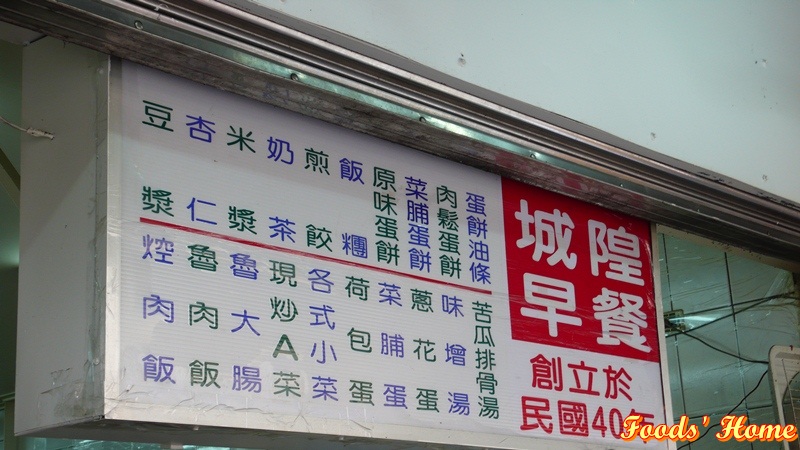 豆漿
杏仁
米漿
奶茶
煎餃
飯糰
原味蛋餅
菜脯蛋餅
肉鬆蛋餅
蛋餅油條
焢肉飯
魯肉飯
魯大腸
現炒A菜
各式小菜
荷包蛋
菜脯蛋
蔥花蛋
味增湯
苦瓜排骨湯
城隍
早餐
創立於
民國40年
Foods' Home